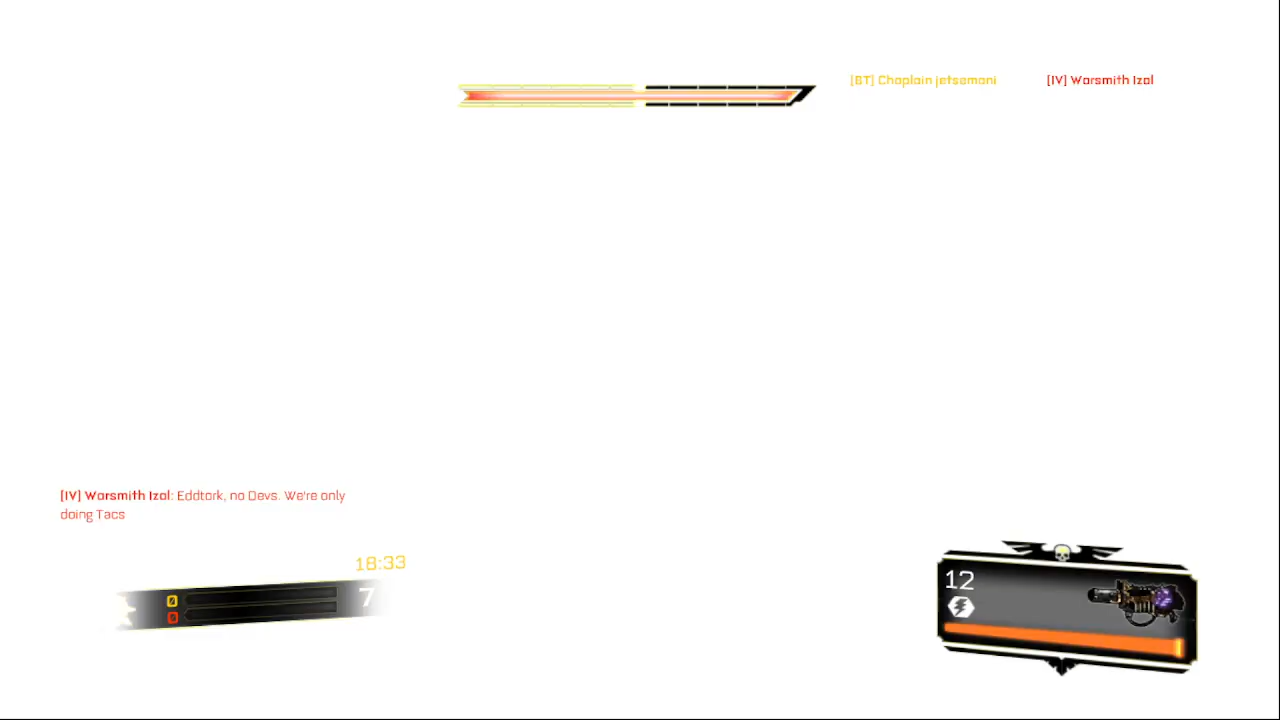 [BT] Chaplain jetsamani [IV] Warsmith Izal
[IV] Warsmith Izal: Eddtork, no Devs. We're only
doing Tacs
18:33
0
7
0
12